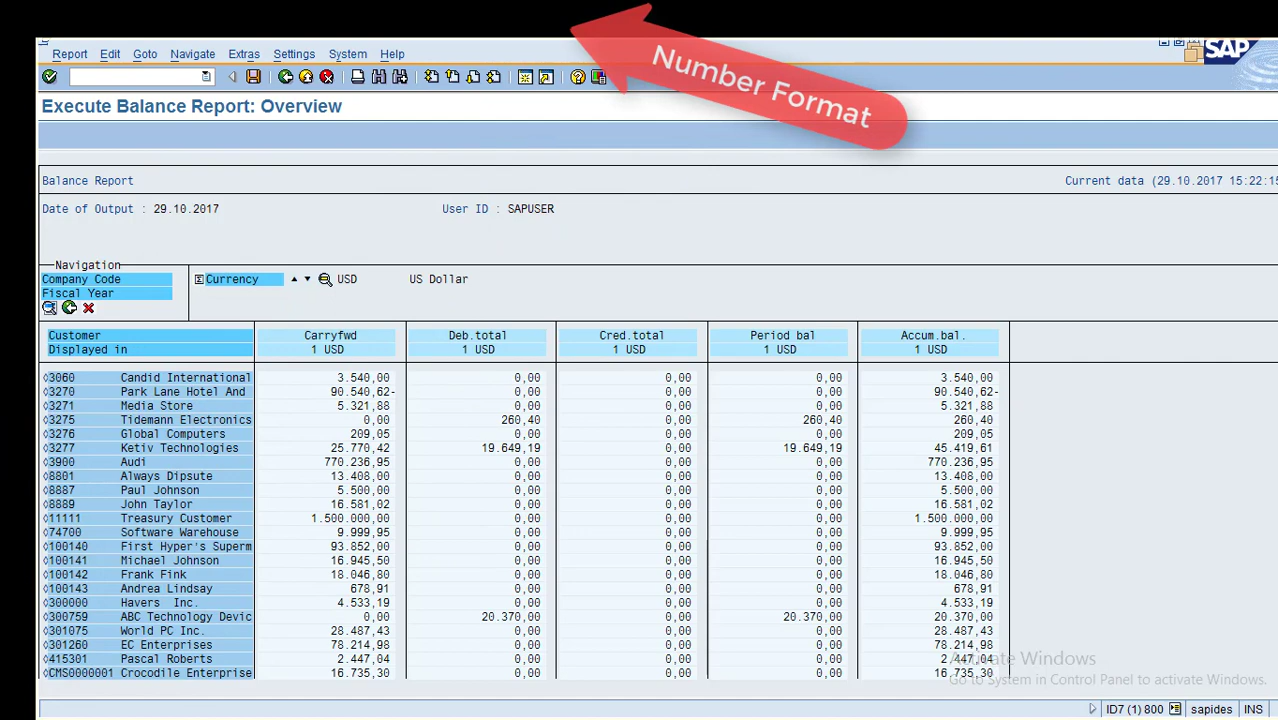 Number Format
Report Edit Goto Navigate Extras Settings System Help
SAP
Execute Balance Report: Overview
Balance Report Current data (29.10.2017 15:22:15
Date of Output : 29.10.2017 User ID : SAPUSER
Navigation
Company Code Currency USD US Dollar
Fiscal Year
Customer Carryfwd Deb.total Cred.total Period bal Accum.bal.
Displayed in 1 USD 1 USD 1 USD 1 USD 1 USD
3060 Candid International 3.540,00 0,00 0,00 0,00 3.540,00
3270 Park Lane Hotel And 90.540,62- 0,00 0,00 0,00 90.540,62-
3271 Media Store 5.321,88 0,00 0,00 0,00 5.321,88
3275 Tidemann Electronics 0,00 260,40 0,00 260,40 260,40
3276 Global Computers 209,05 0,00 0,00 0,00 209,05
3277 Ketiv Technologies 25.770,42 19.649,19 0,00 19.649,19 45.419,61
3900 Audi 770.236,95 0,00 0,00 0,00 770.236,95
8801 Always Dipsute 13.408,00 0,00 0,00 0,00 13.408,00
8887 Paul Johnson 5.500,00 0,00 0,00 0,00 5.500,00
8889 John Taylor 16.581,02 0,00 0,00 0,00 16.581,02
11111 Treasury Customer 1.500.000,00 0,00 0,00 0,00 1.500.000,00
74700 Software Warehouse 9.999,95 0,00 0,00 0,00 9.999,95
100140 First Hyper's Superm 93.852,00 0,00 0,00 0,00 93.852,00
100141 Michael Johnson 16.945,50 0,00 0,00 0,00 16.945,50
100142 Frank Fink 18.046,80 0,00 0,00 0,00 18.046,80
100143 Andrea Lindsay 678,91 0,00 0,00 0,00 678,91
300000 Havers Inc. 4.533,19 0,00 0,00 0,00 4.533,19
300759 ABC Technology Devic 0,00 20.370,00 0,00 20.370,00 20.370,00
301075 World PC Inc. 28.487,43 0,00 0,00 0,00 28.487,43
301260 EC Enterprises 78.214,98 0,00 0,00 0,00 78.214,98
415301 Pascal Roberts 2.447,04 0,00 0,00 0,00 2.447,04
CMS0000001 Crocodile Enterprise 16.735,30 0,00 0,00 0,00 16.735,30
Activate Windows
Go to System in Control Panel to activate Windows.
ID7 (1) 800 sapides INS